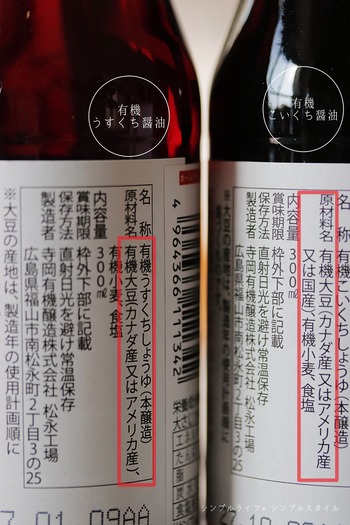 有機
うすくち醤油
名　称 有機うすくちしょうゆ(本醸造)
原材料名 有機大豆(カナダ産又はアメリカ産)、
有機小麦、食塩
内容量 300㎖
賞味期限 枠外下部に記載
保存方法 直射日光を避け常温保存
製造者 寺岡有機醸造株式会社 松永工場
広島県福山市南松永町2丁目3の25
※大豆の産地は、製造年の使用計画順に
4 964366 111342
.01 09AA
有機
こいくち醤油
名　称 有機こいくちしょうゆ(本醸造)
原材料名 有機大豆(カナダ産又はアメリカ産
又は国産)、有機小麦、食塩
内容量 300㎖
賞味期限 枠外下部に記載
保存方法 直射日光を避け常温保存
製造者 寺岡有機醸造株式会社 松永工場
広島県福山市南松永町2丁目3の25
シンプルライフ×シンプルスタイル